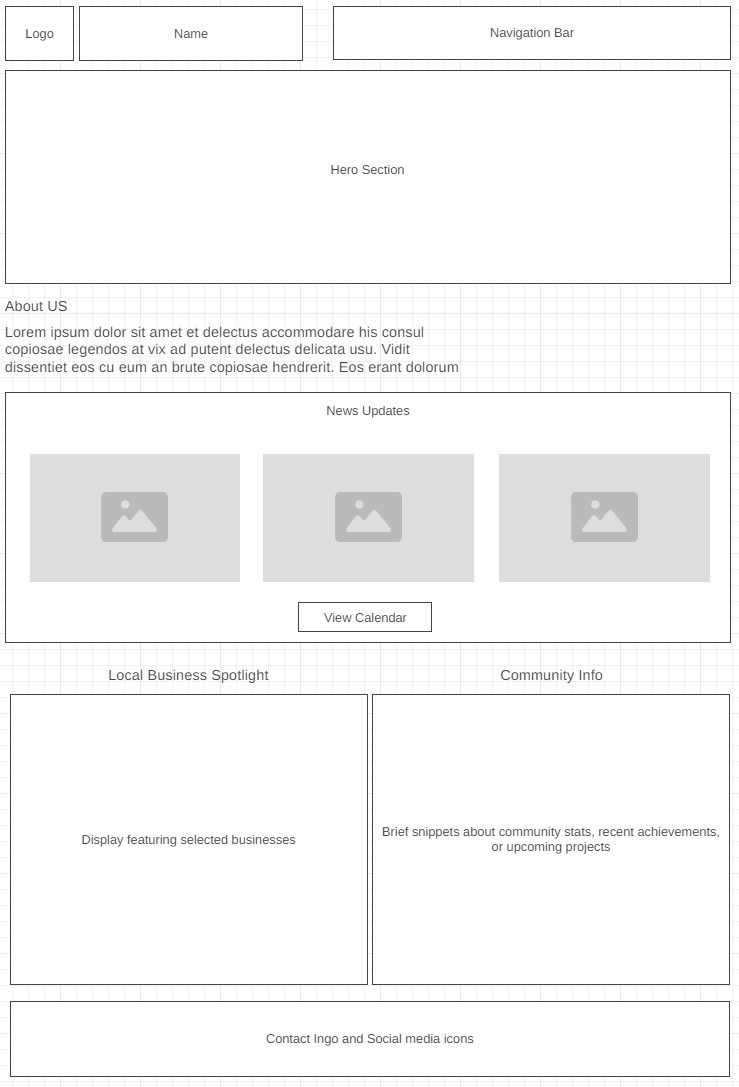 Logo
Name
Navigation Bar
Hero Section
About US
Lorem ipsum dolor sit amet et delectus accommodare his consul
copiosae legendos at vix ad putent delectus delicata usu. Vidit
dissentiet eos cu eum an brute copiosae hendrerit. Eos erant dolorum
News Updates
View Calendar
Local Business Spotlight
Community Info
Display featuring selected businesses
Brief snippets about community stats, recent achievements,
or upcoming projects
Contact Ingo and Social media icons